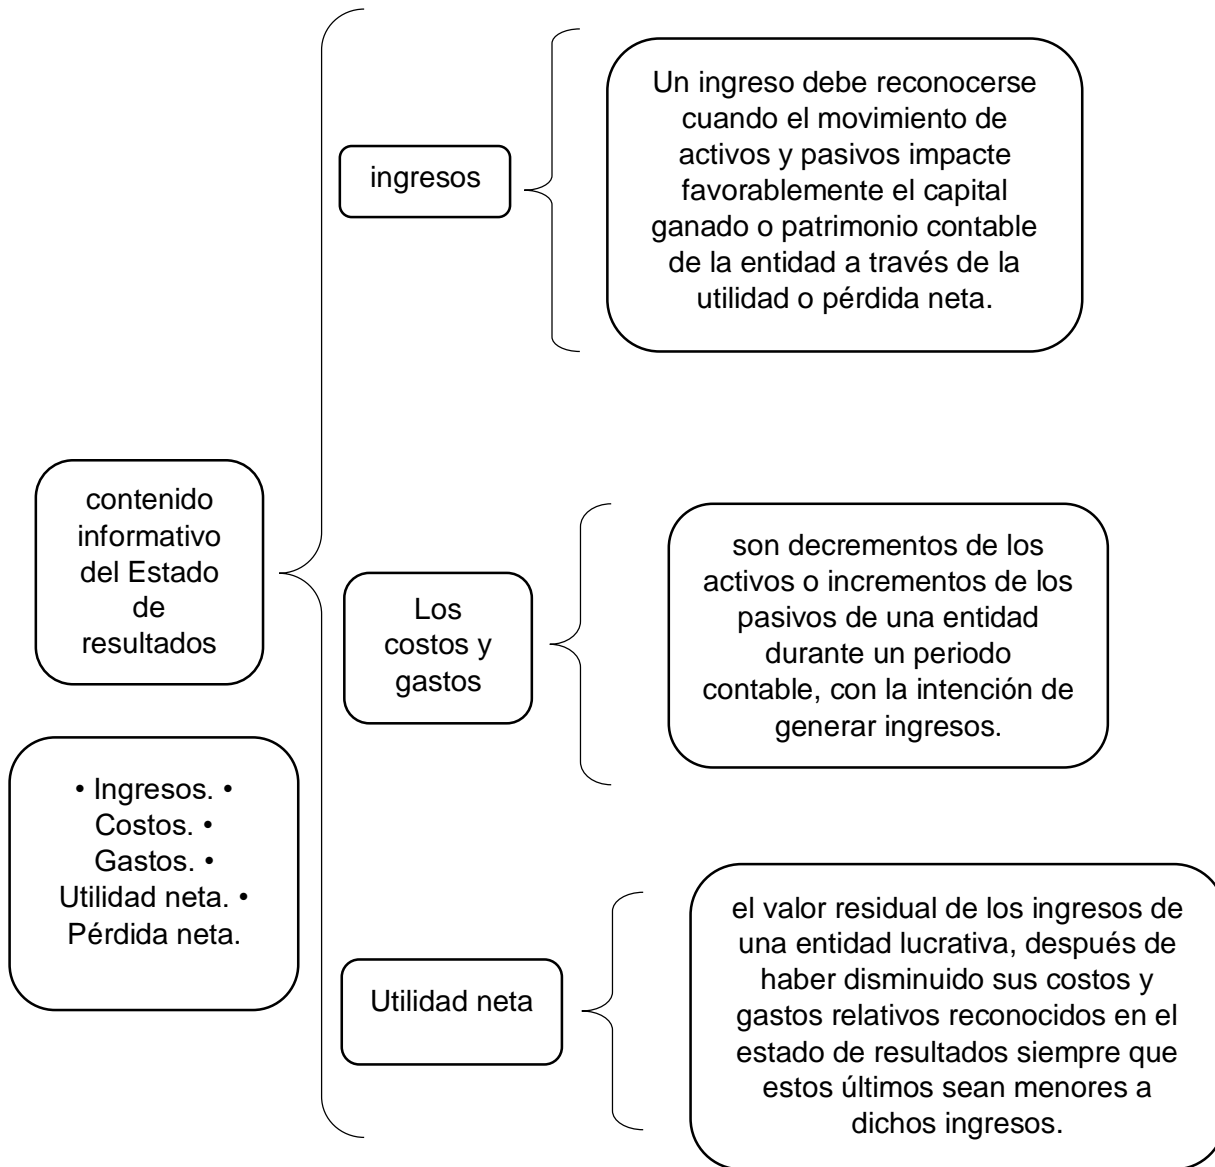 contenido
informativo
del Estado
de
resultados
• Ingresos. •
Costos. •
Gastos. •
Utilidad neta. •
Pérdida neta.
ingresos
Un ingreso debe reconocerse
cuando el movimiento de
activos y pasivos impacte
favorablemente el capital
ganado o patrimonio contable
de la entidad a través de la
utilidad o pérdida neta.
Los
costos y
gastos
son decrementos de los
activos o incrementos de los
pasivos de una entidad
durante un periodo
contable, con la intención de
generar ingresos.
Utilidad neta
el valor residual de los ingresos de
una entidad lucrativa, después de
haber disminuido sus costos y
gastos relativos reconocidos en el
estado de resultados siempre que
estos últimos sean menores a
dichos ingresos.